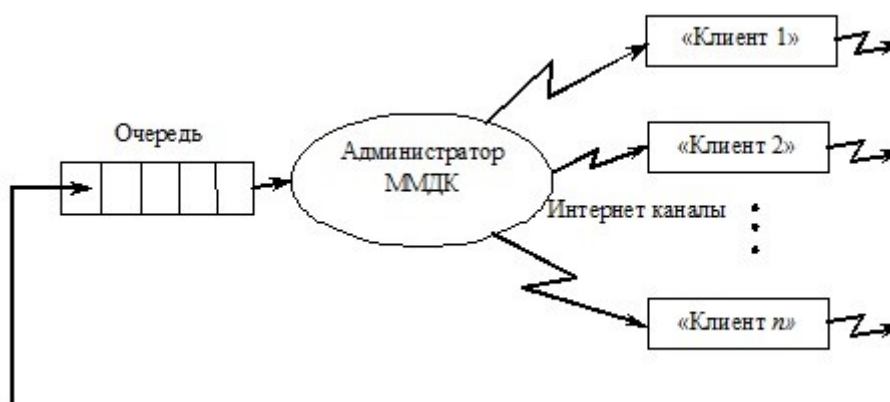 «Клиент 1»
Очередь
Администратор
ММДК
«Клиент 2»
Интернет каналы
«Клиент n»